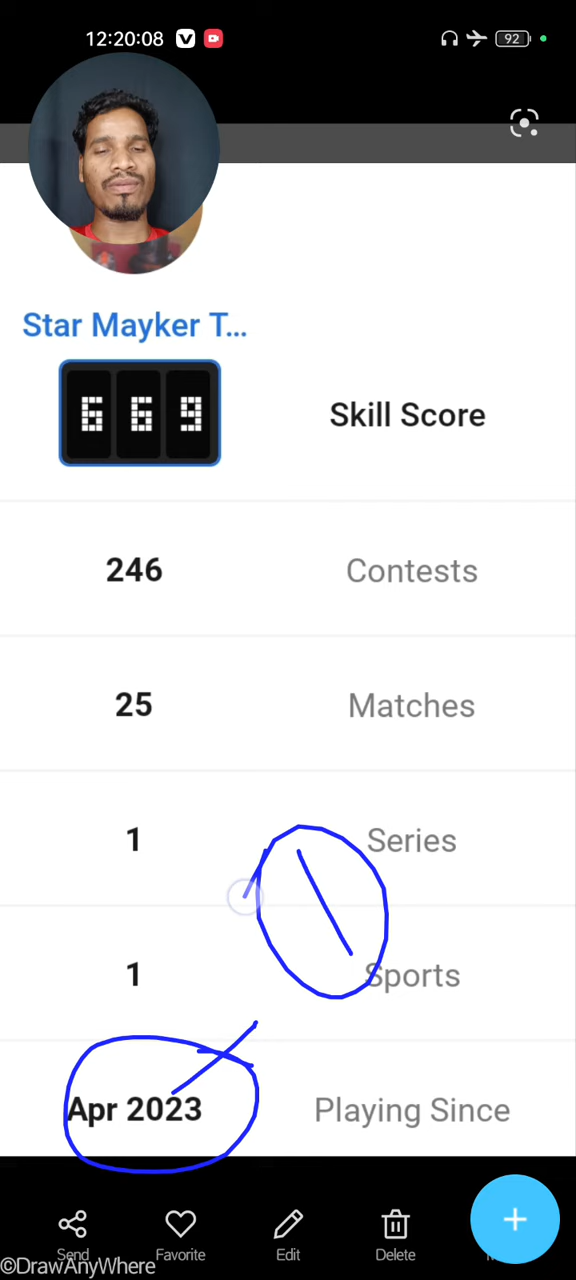 12:20:08 V 92
Star Mayker T...
669 Skill Score
246 Contests
25 Matches
1 Series
1 Sports
Apr 2023 Playing Since
Send Favorite Edit Delete
©DrawAnyWhere